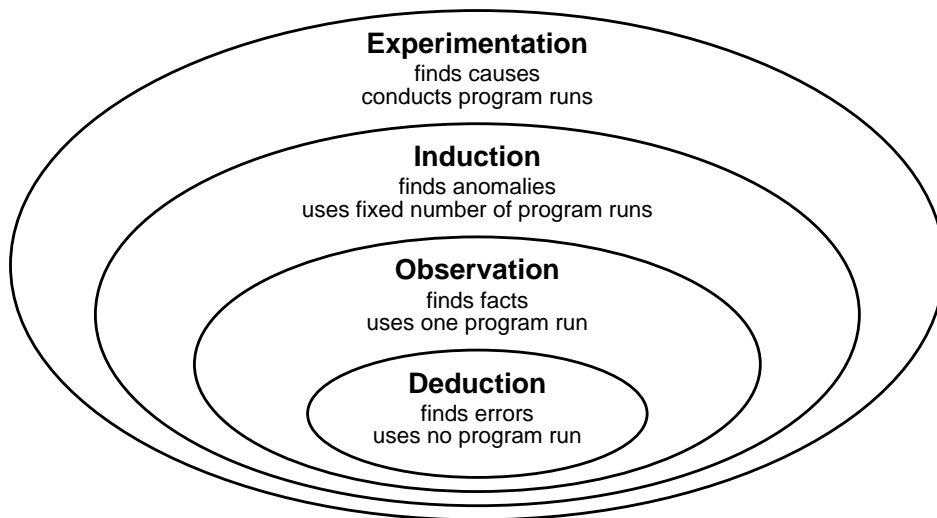 Experimentation
finds causes
conducts program runs
Induction
finds anomalies
uses fixed number of program runs
Observation
finds facts
uses one program run
Deduction
finds errors
uses no program run